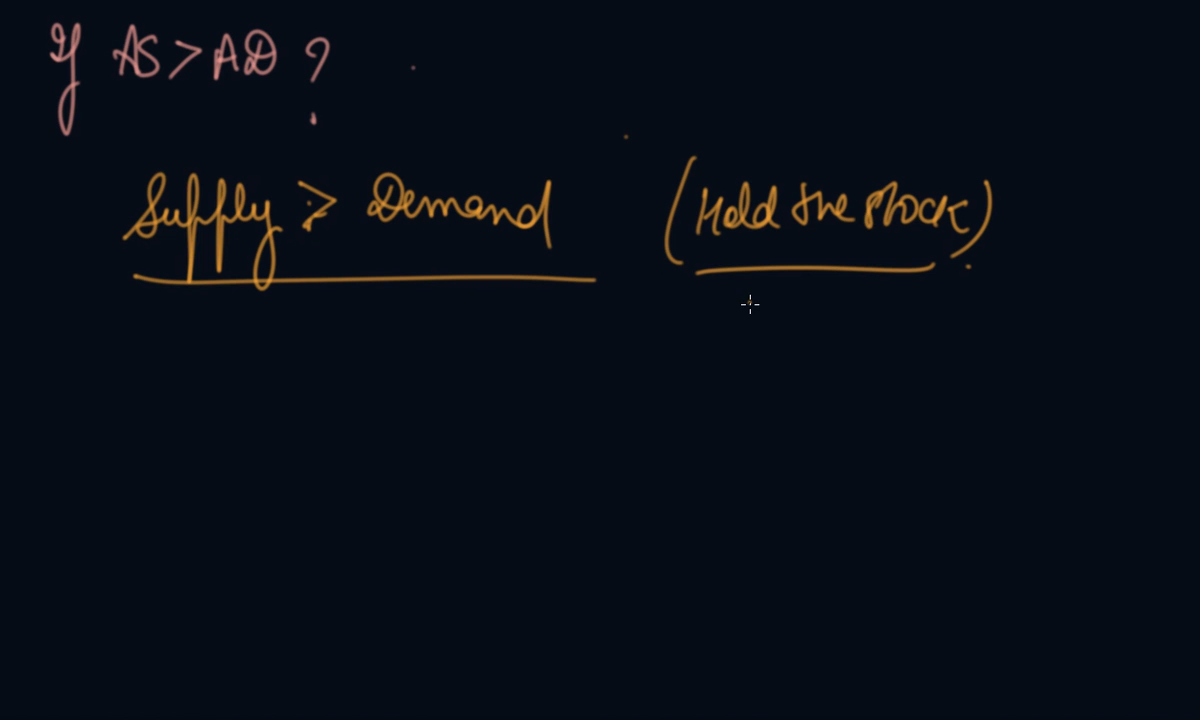 If AS > AD ?
Supply > Demand (Hold the stock)